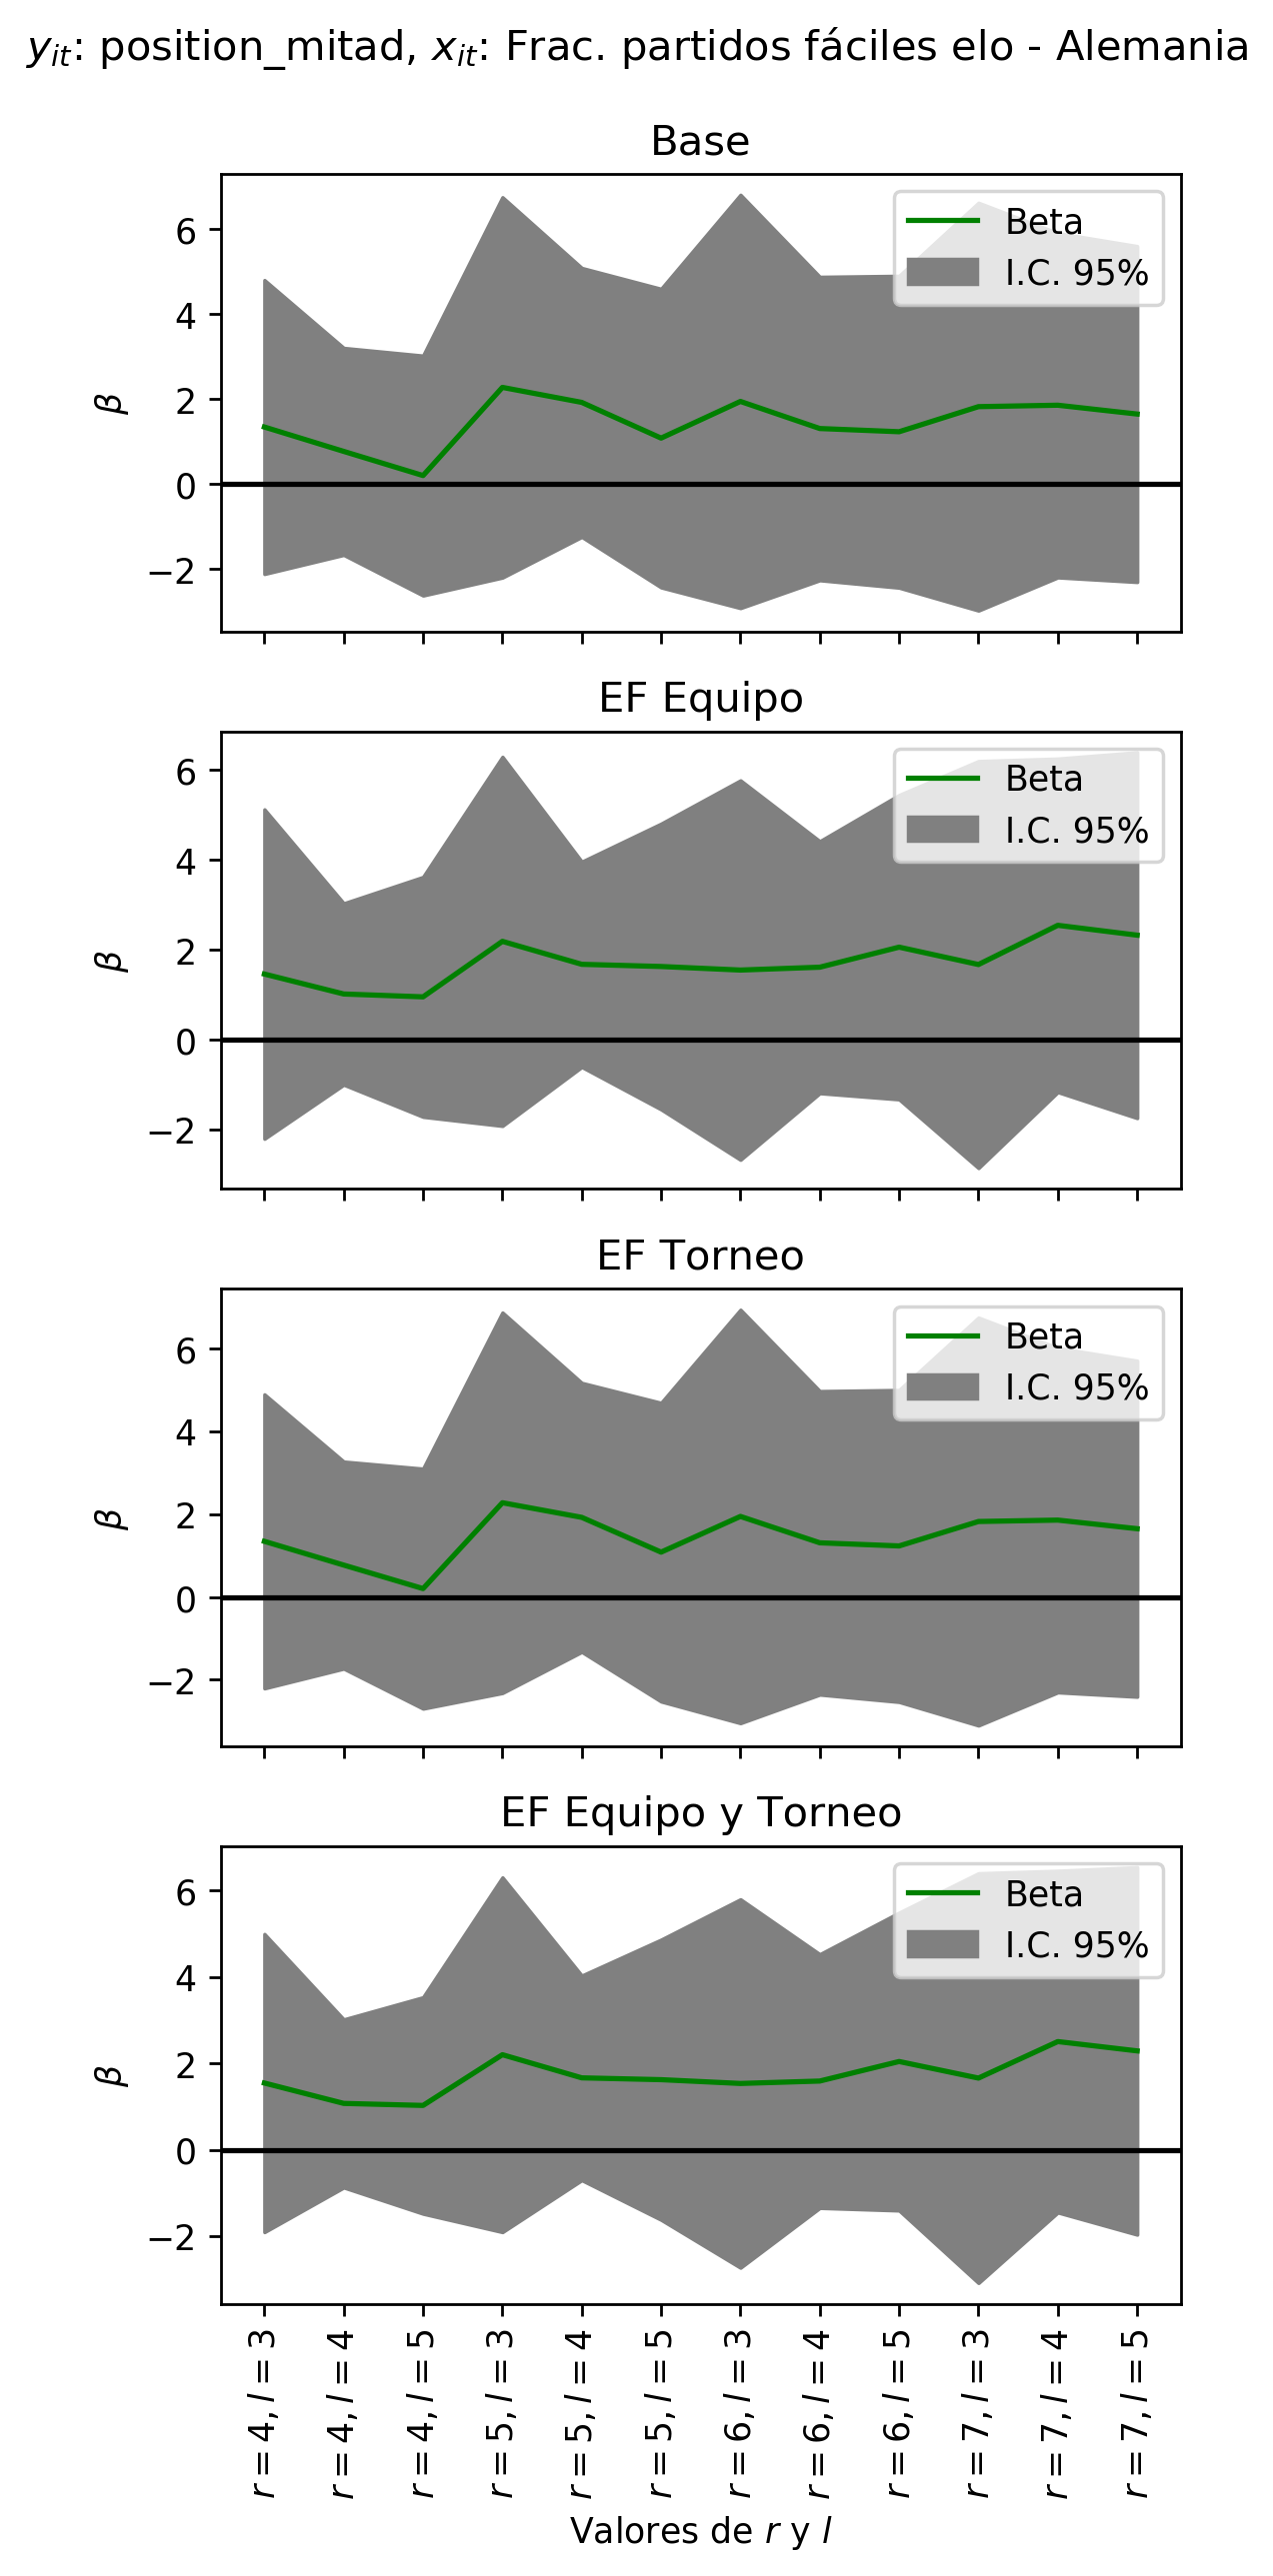 y_it: position_mitad, x_it: Frac. partidos fáciles elo - Alemania
Base
Beta
I.C. 95%
β
6
4
2
0
−2
EF Equipo
Beta
I.C. 95%
β
6
4
2
0
−2
EF Torneo
Beta
I.C. 95%
β
6
4
2
0
−2
EF Equipo y Torneo
Beta
I.C. 95%
β
6
4
2
0
−2
r = 4, l = 3
r = 4, l = 4
r = 4, l = 5
r = 5, l = 3
r = 5, l = 4
r = 5, l = 5
r = 6, l = 3
r = 6, l = 4
r = 6, l = 5
r = 7, l = 3
r = 7, l = 4
r = 7, l = 5
Valores de r y l